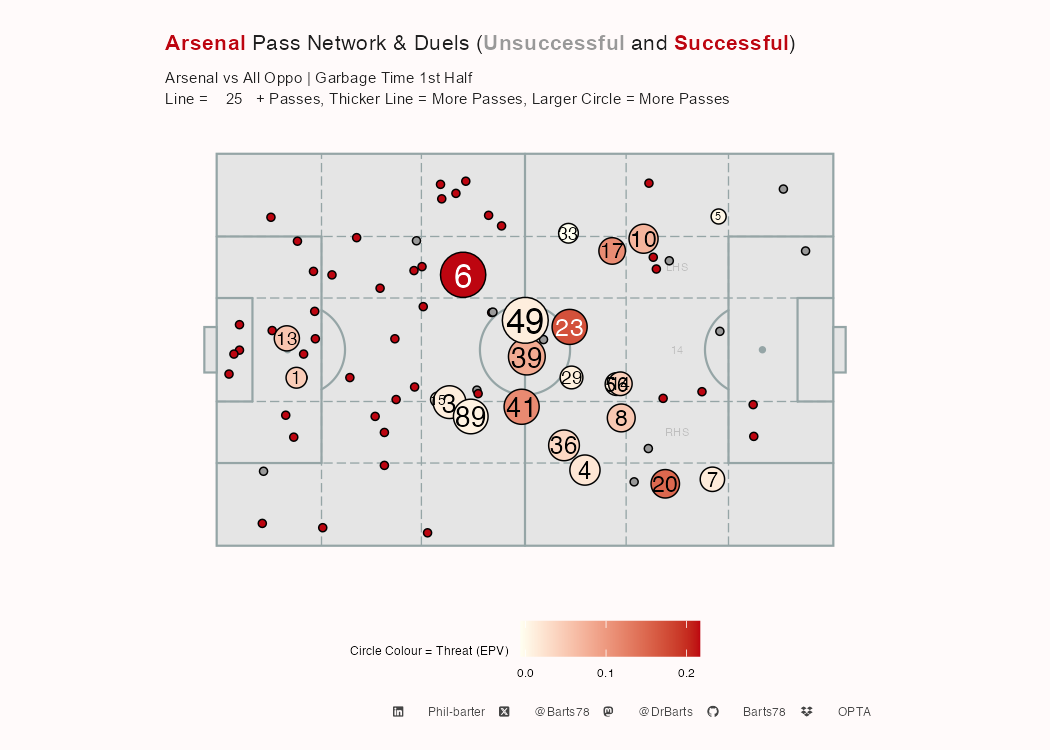 Arsenal Pass Network & Duels (Unsuccessful and Successful)
Arsenal vs All Oppo | Garbage Time 1st Half
Line = 25 + Passes, Thicker Line = More Passes, Larger Circle = More Passes
5
33
17
10
LHS
6
49
23
13
39
14
1
29
3
89
41
8
RHS
36
4
20
7
Circle Colour = Threat (EPV)
0.0 0.1 0.2
Phil-barter @Barts78 @DrBarts Barts78 OPTA